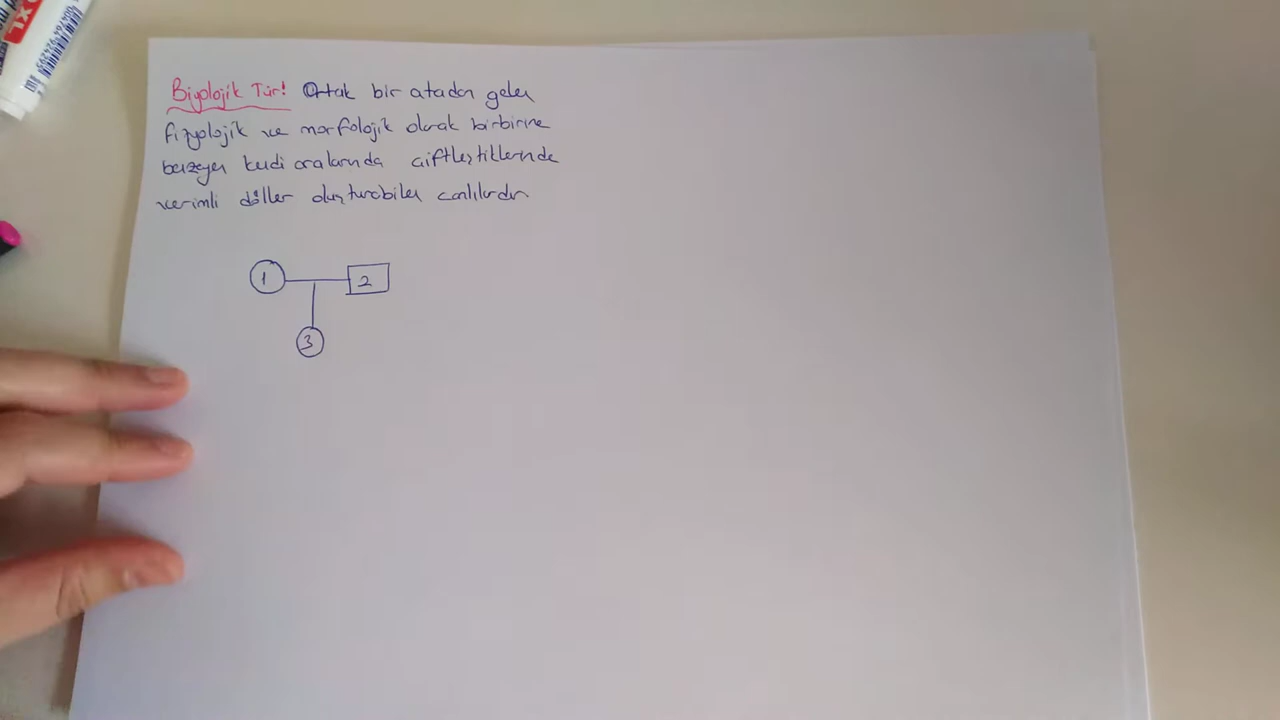 Biyolojik Tür! Ortak bir atadan gelen
fizyolojik ve morfolojik olarak birbirine
benzeyen kendi aralarında çiftleştiklerinde
verimli döller oluşturabilen canlılardır.
1 2
3
XL